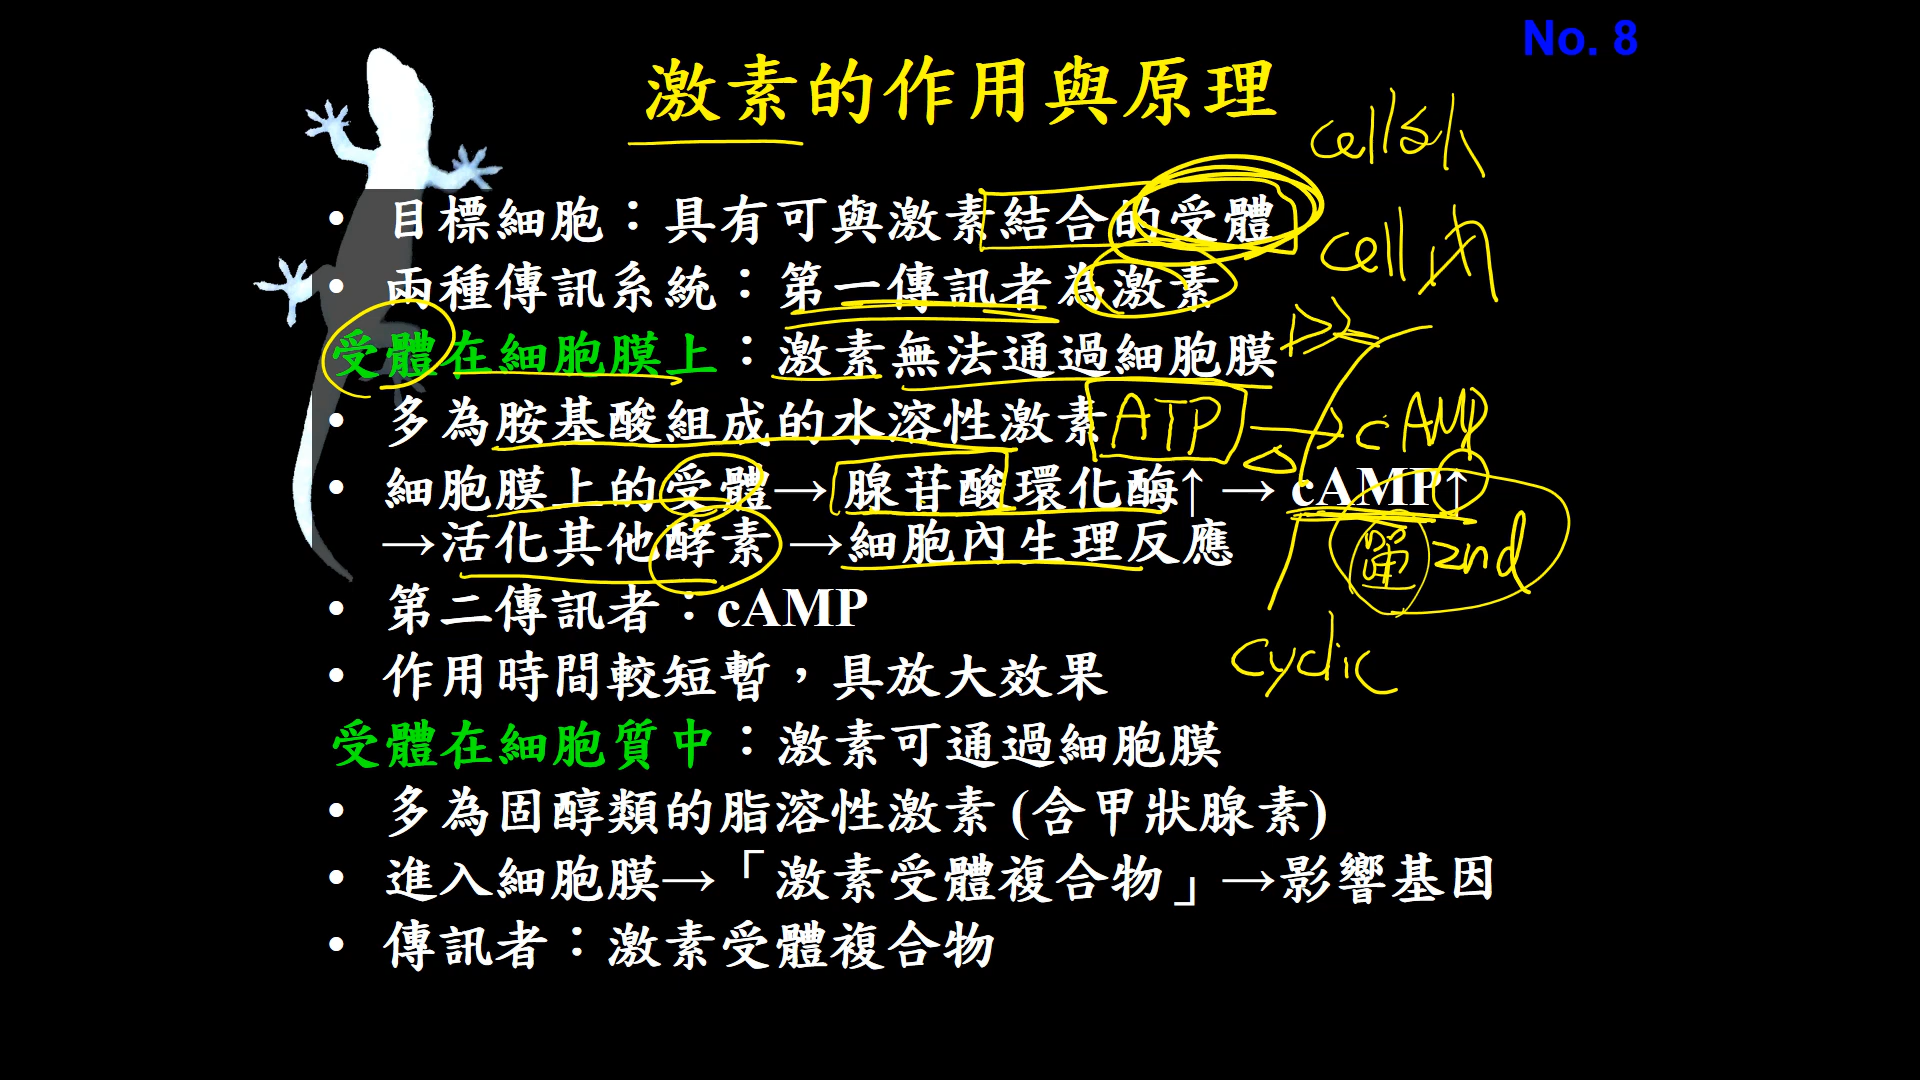 No. 8
激素的作用與原理
cell外
cell內
• 目標細胞：具有可與激素結合的受體
• 兩種傳訊系統：第一傳訊者為激素
受體在細胞膜上：激素無法通過細胞膜
• 多為胺基酸組成的水溶性激素
ATP → cAMP
• 細胞膜上的受體→腺苷酸環化酶↑ → cAMP↑
→活化其他酵素 →細胞內生理反應
2nd
• 第二傳訊者：cAMP
cyclic
• 作用時間較短暫，具放大效果
受體在細胞質中：激素可通過細胞膜
• 多為固醇類的脂溶性激素 (含甲狀腺素)
• 進入細胞膜→「激素受體複合物」→影響基因
• 傳訊者：激素受體複合物